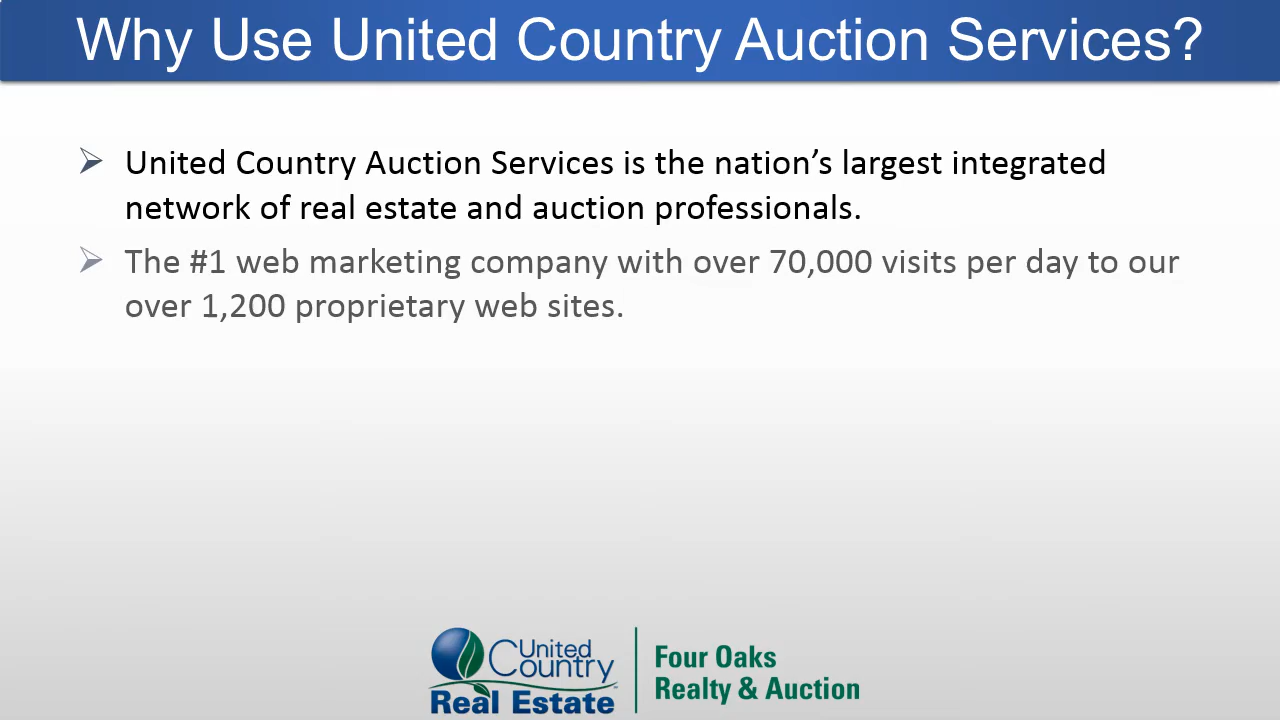 Why Use United Country Auction Services?
United Country Auction Services is the nation’s largest integrated
network of real estate and auction professionals.
The #1 web marketing company with over 70,000 visits per day to our
over 1,200 proprietary web sites.
United
Country
Real Estate
Four Oaks
Realty & Auction